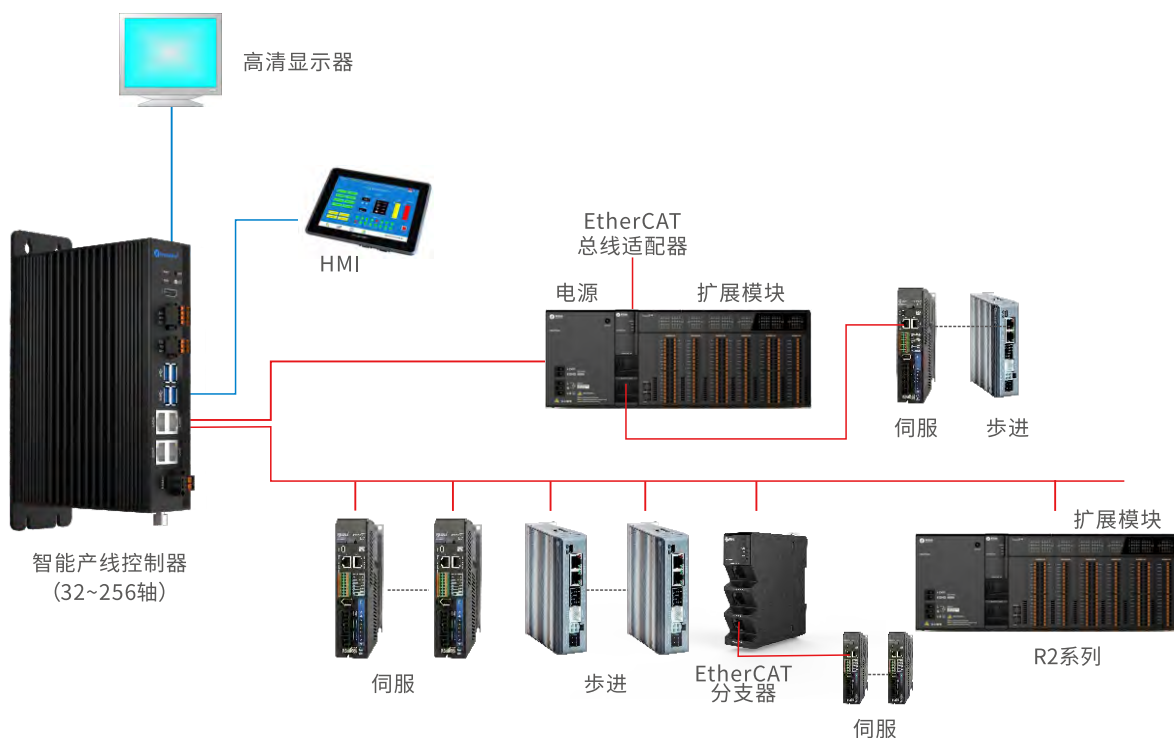 高清显示器
HMI
EtherCAT
总线适配器
电源
扩展模块
伺服
步进
智能产线控制器
（32~256轴）
扩展模块
伺服
步进
EtherCAT
分支器
伺服
R2系列